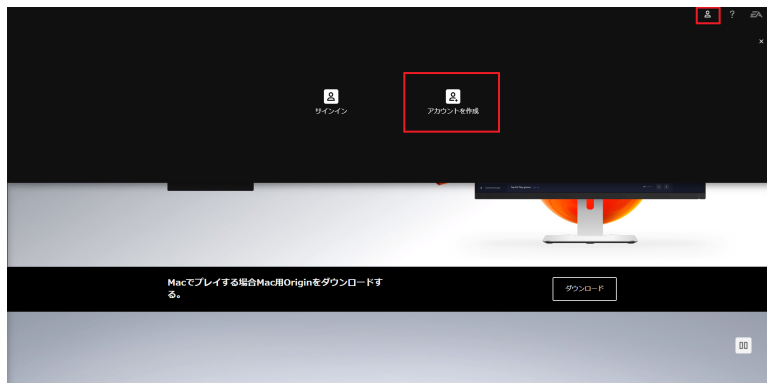 ?
EA
×
サインイン
アカウントを作成
Macでプレイする場合Mac用Originをダウンロードす
る。
ダウンロード